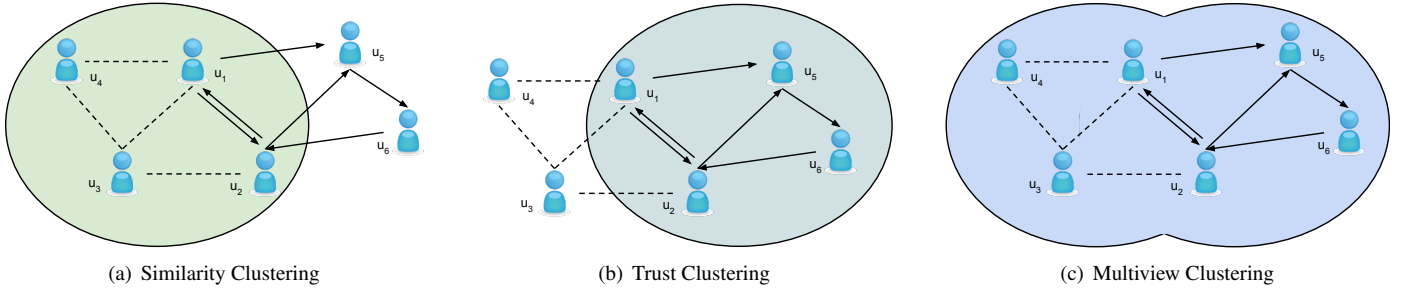 u4
u1
u5
u6
u3
u2
(a) Similarity Clustering
u4
u1
u5
u6
u3
u2
(b) Trust Clustering
u4
u1
u5
u6
u3
u2
(c) Multiview Clustering